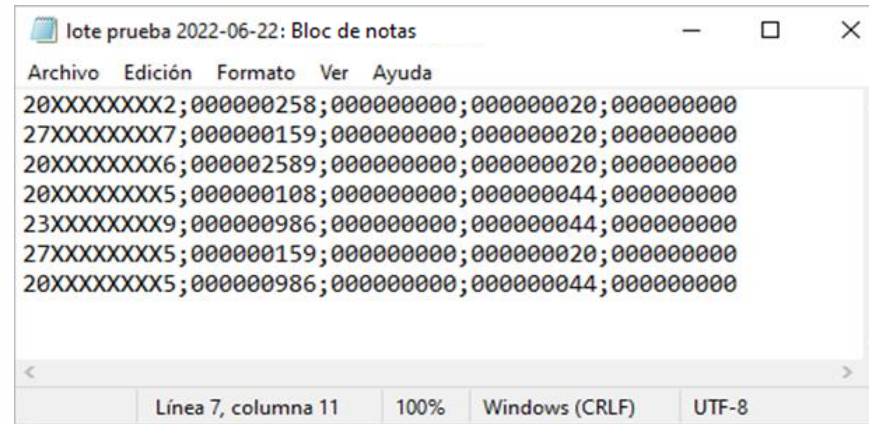 lote prueba 2022-06-22: Bloc de notas
Archivo Edición Formato Ver Ayuda
20XXXXXXXX2;000000258;000000000;000000020;000000000
27XXXXXXXX7;000000159;000000000;000000020;000000000
20XXXXXXXX6;000002589;000000000;000000020;000000000
20XXXXXXXX5;000000108;000000000;000000044;000000000
23XXXXXXXX9;000000986;000000000;000000044;000000000
27XXXXXXXX5;000000159;000000000;000000020;000000000
20XXXXXXXX5;000000986;000000000;000000044;000000000
Línea 7, columna 11 100% Windows (CRLF) UTF-8